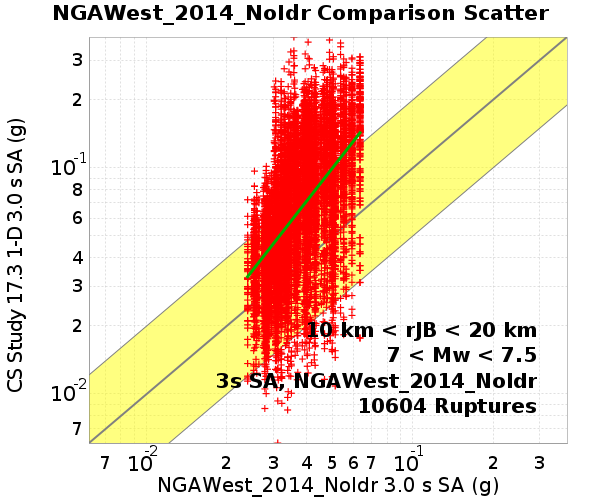 NGAWest_2014_NoIdr Comparison Scatter
CS Study 17.3 1-D 3.0 s SA (g)
3
2
10-1
8
6
4
3
2
10-2
7
10 km < rJB < 20 km
7 < Mw < 7.5
3s SA, NGAWest_2014_NoIdr
10604 Ruptures
7 10-2 2 3 4 5 6 7 10-1 2 3
NGAWest_2014_NoIdr 3.0 s SA (g)